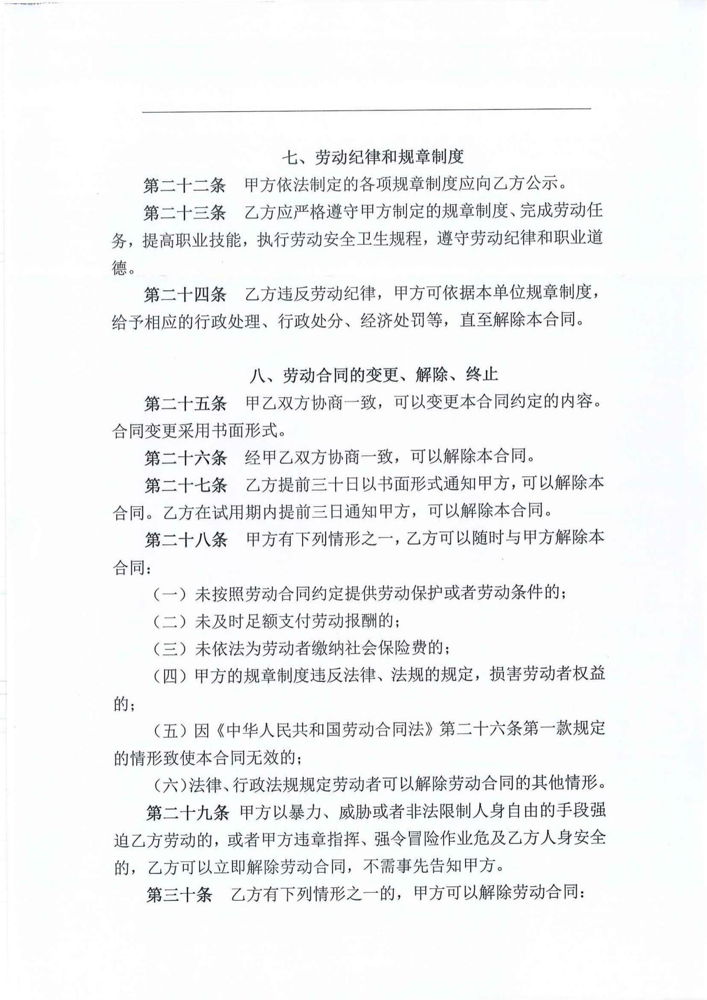 七、劳动纪律和规章制度
第二十二条 甲方依法制定的各项规章制度应向乙方公示。
第二十三条 乙方应严格遵守甲方制定的规章制度、完成劳动任
务，提高职业技能，执行劳动安全卫生规程，遵守劳动纪律和职业道
德。
第二十四条 乙方违反劳动纪律，甲方可依据本单位规章制度，
给予相应的行政处理、行政处分、经济处罚等，直至解除本合同。
八、劳动合同的变更、解除、终止
第二十五条 甲乙双方协商一致，可以变更本合同约定的内容。
合同变更采用书面形式。
第二十六条 经甲乙双方协商一致，可以解除本合同。
第二十七条 乙方提前三十日以书面形式通知甲方，可以解除本
合同。乙方在试用期内提前三日通知甲方，可以解除本合同。
第二十八条 甲方有下列情形之一，乙方可以随时与甲方解除本
合同：
（一）未按照劳动合同约定提供劳动保护或者劳动条件的；
（二）未及时足额支付劳动报酬的；
（三）未依法为劳动者缴纳社会保险费的；
（四）甲方的规章制度违反法律、法规的规定，损害劳动者权益
的；
（五）因《中华人民共和国劳动合同法》第二十六条第一款规定
的情形致使本合同无效的；
（六）法律、行政法规规定劳动者可以解除劳动合同的其他情形。
第二十九条 甲方以暴力、威胁或者非法限制人身自由的手段强
迫乙方劳动的，或者甲方违章指挥、强令冒险作业危及乙方人身安全
的，乙方可以立即解除劳动合同，不需事先告知甲方。
第三十条 乙方有下列情形之一的，甲方可以解除劳动合同：